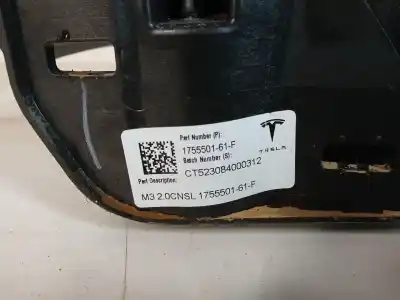 Part Number (P):
1755501-61-F
Batch Number (S):
CT523084000312
Part Description:
M3 2.0CNSL 1755501-61-F
TESLA